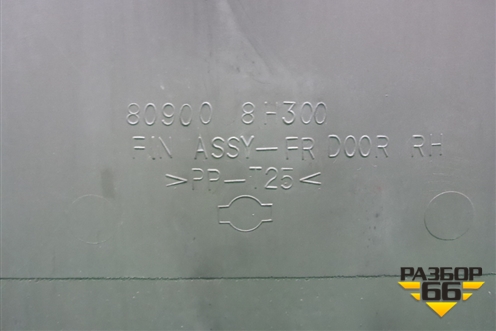 80900 8H300
FIN ASSY-FR DOOR RH
>PP-T25<
РАЗБОР
66